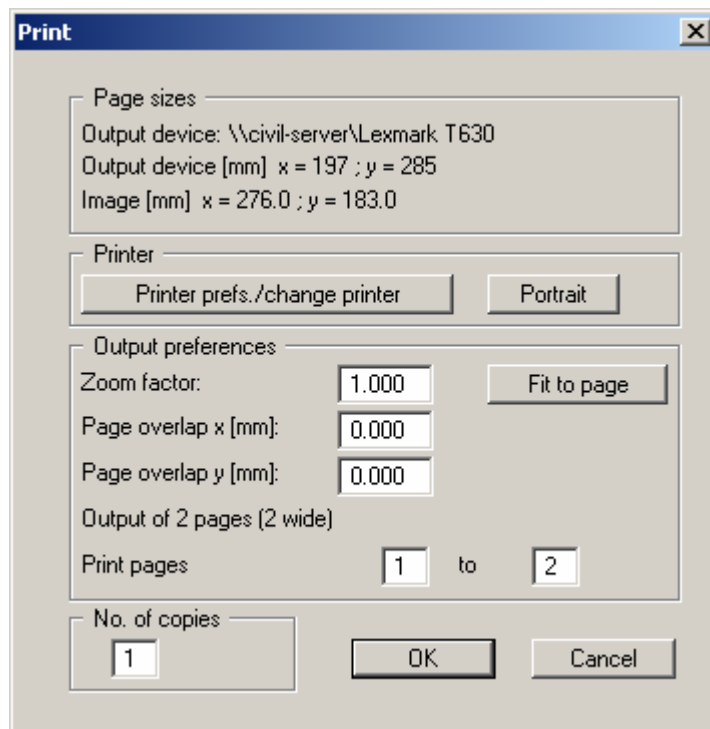 Print
Page sizes
Output device: \\civil-server\Lexmark T630
Output device [mm] x = 197 ; y = 285
Image [mm] x = 276.0 ; y = 183.0
Printer
Printer prefs./change printer Portrait
Output preferences
Zoom factor: 1.000 Fit to page
Page overlap x [mm]: 0.000
Page overlap y [mm]: 0.000
Output of 2 pages (2 wide)
Print pages 1 to 2
No. of copies
1 OK Cancel